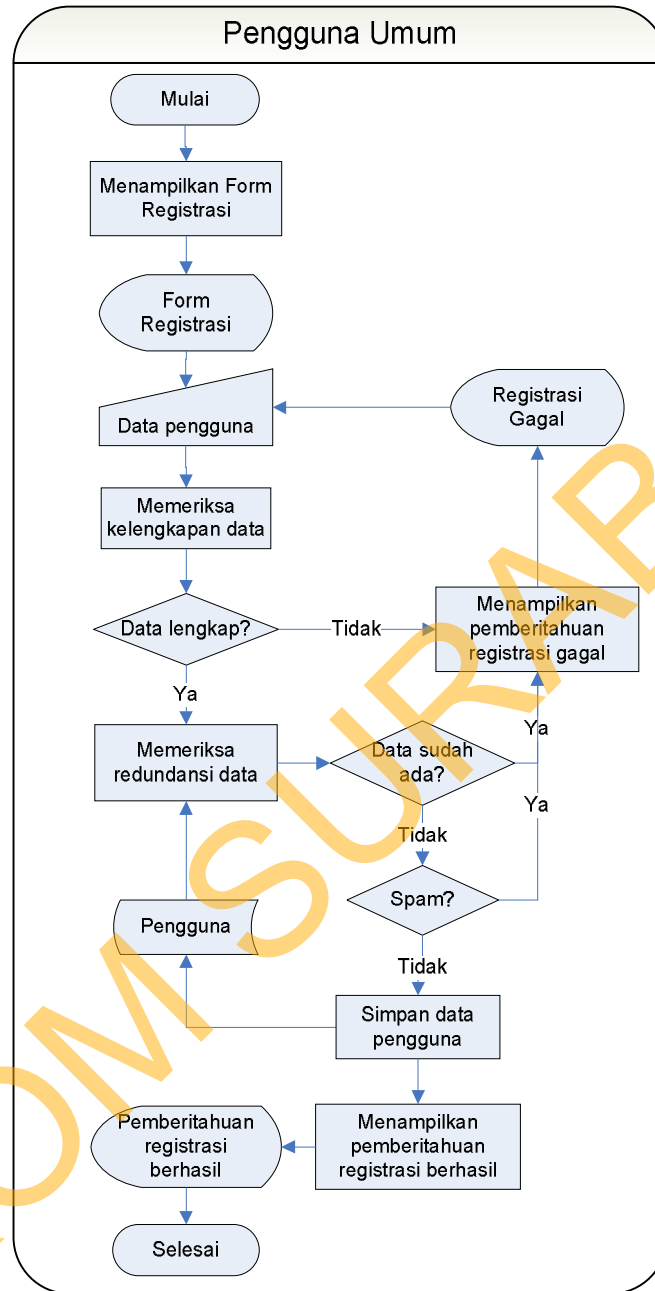 Pengguna Umum
Mulai
Menampilkan Form
Registrasi
Form
Registrasi
Data pengguna
Registrasi
Gagal
Memeriksa
kelengkapan data
Data lengkap?
Tidak
Menampilkan
pemberitahuan
registrasi gagal
Ya
Memeriksa
redundansi data
Data sudah
ada?
Ya
Ya
Tidak
Spam?
Pengguna
Tidak
Simpan data
pengguna
Menampilkan
pemberitahuan
registrasi berhasil
Pemberitahuan
registrasi
berhasil
Selesai
OM SURAB